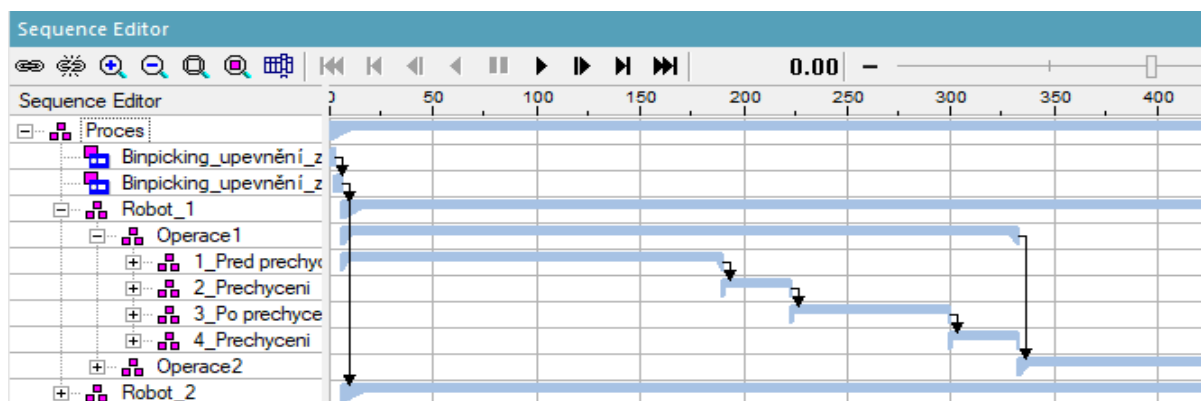 Sequence Editor
0.00
Sequence Editor
0 50 100 150 200 250 300 350 400
Proces
Binpicking_upevnění_z
Binpicking_upevnění_z
Robot_1
Operace1
1_Pred prechyc
2_Prechyceni
3_Po prechyce
4_Prechyceni
Operace2
Robot_2